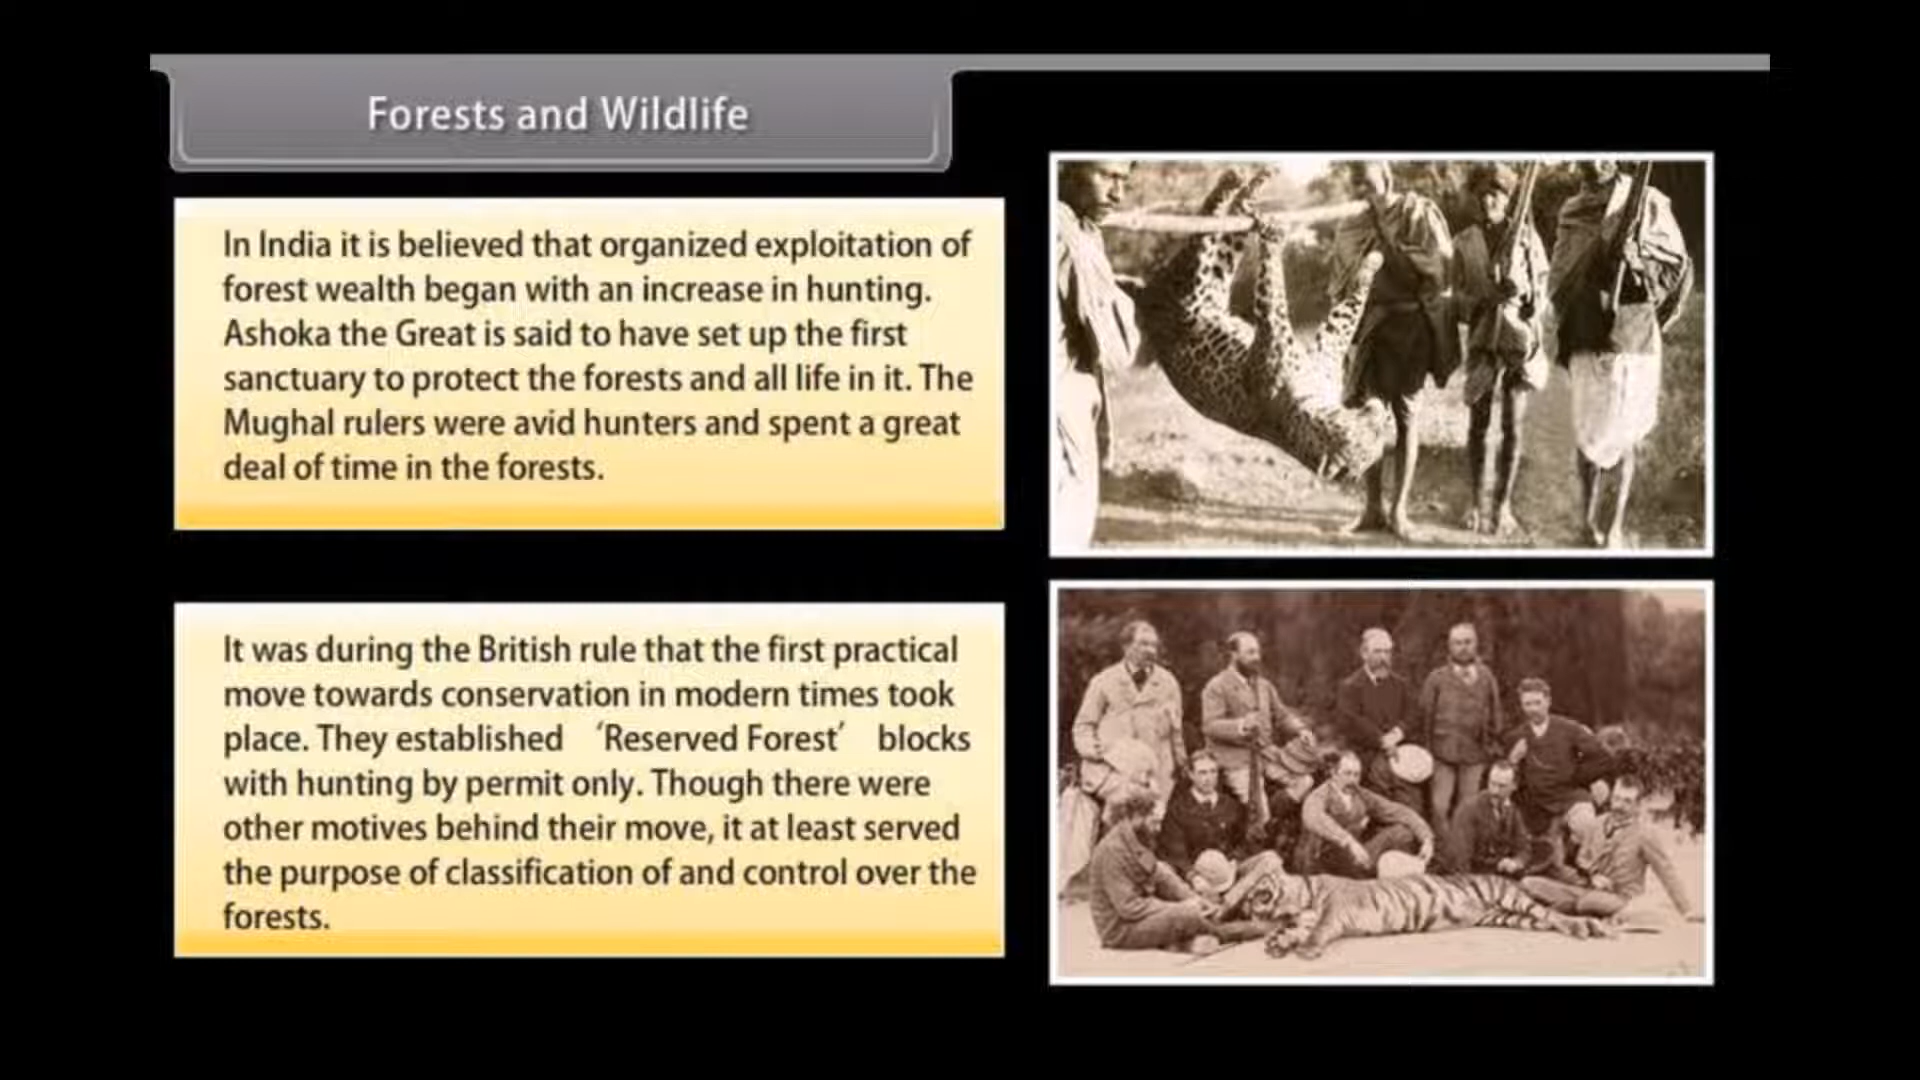 Forests and Wildlife
In India it is believed that organized exploitation of
forest wealth began with an increase in hunting.
Ashoka the Great is said to have set up the first
sanctuary to protect the forests and all life in it. The
Mughal rulers were avid hunters and spent a great
deal of time in the forests.
It was during the British rule that the first practical
move towards conservation in modern times took
place. They established ‘Reserved Forest’ blocks
with hunting by permit only. Though there were
other motives behind their move, it at least served
the purpose of classification of and control over the
forests.